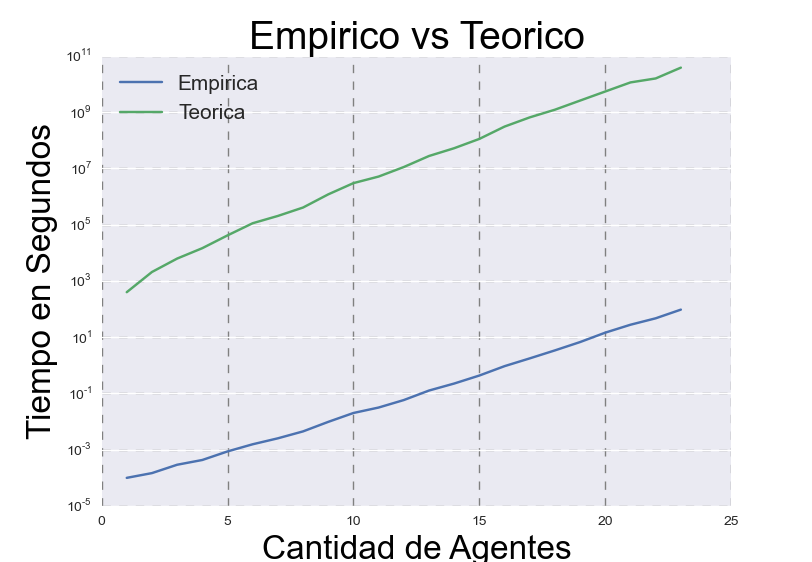 Empirico vs Teorico
Empirica
Teorica
Tiempo en Segundos
10^11
10^9
10^7
10^5
10^3
10^1
10^-1
10^-3
10^-5
0 5 10 15 20 25
Cantidad de Agentes